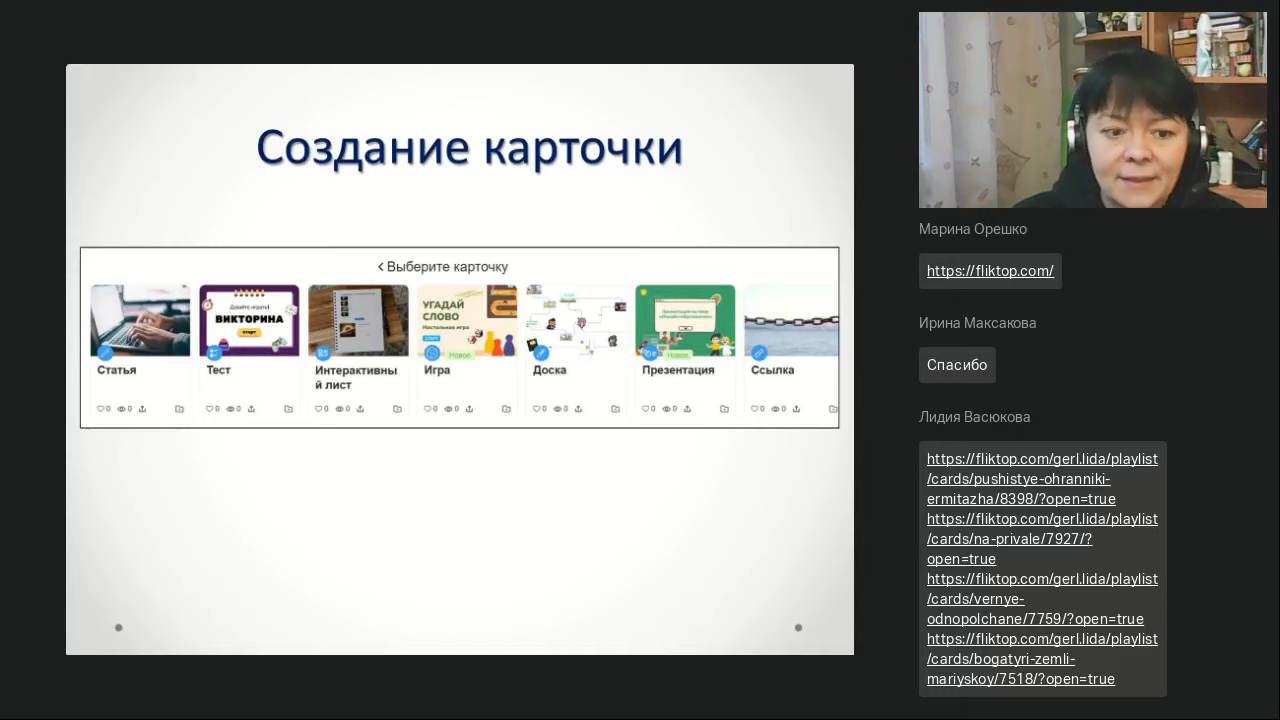 Создание карточки
Выберите карточку
Давайте играть!
ВИКТОРИНА
старт
УГАДАЙ
СЛОВО
Настольная игра
Новое
Новое
Статья
Тест
Интерактивны
й лист
Игра
Доска
Презентация
Ссылка
0 0
0 0
0 0
0 0
0 0
0 0
0 0
Марина Орешко
https://fliktop.com/
Ирина Максакова
Спасибо
Лидия Васюкова
https://fliktop.com/gerl.lida/playlist
/cards/pushistye-ohranniki-
ermitazha/8398/?open=true
https://fliktop.com/gerl.lida/playlist
/cards/na-privale/7927/?
open=true
https://fliktop.com/gerl.lida/playlist
/cards/vernye-
odnopolchane/7759/?open=true
https://fliktop.com/gerl.lida/playlist
/cards/bogatyri-zemli-
mariyskoy/7518/?open=true